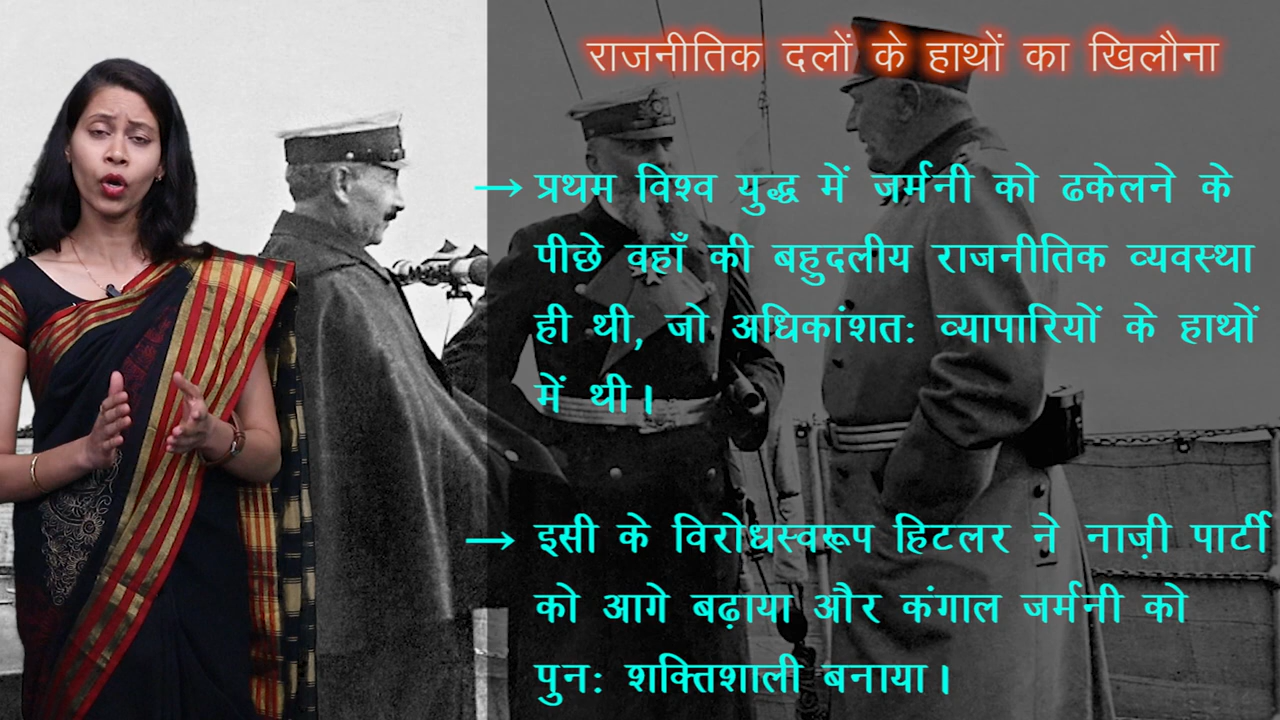 राजनीतिक दलों के हाथों का खिलौना
→ प्रथम विश्व युद्ध में जर्मनी को ढकेलने के
पीछे वहाँ की बहुदलीय राजनीतिक व्यवस्था
ही थी, जो अधिकांशत: व्यापारियों के हाथों
में थी।
→ इसी के विरोधस्वरूप हिटलर ने नाज़ी पार्टी
को आगे बढ़ाया और कंगाल जर्मनी को
पुन: शक्तिशाली बनाया।